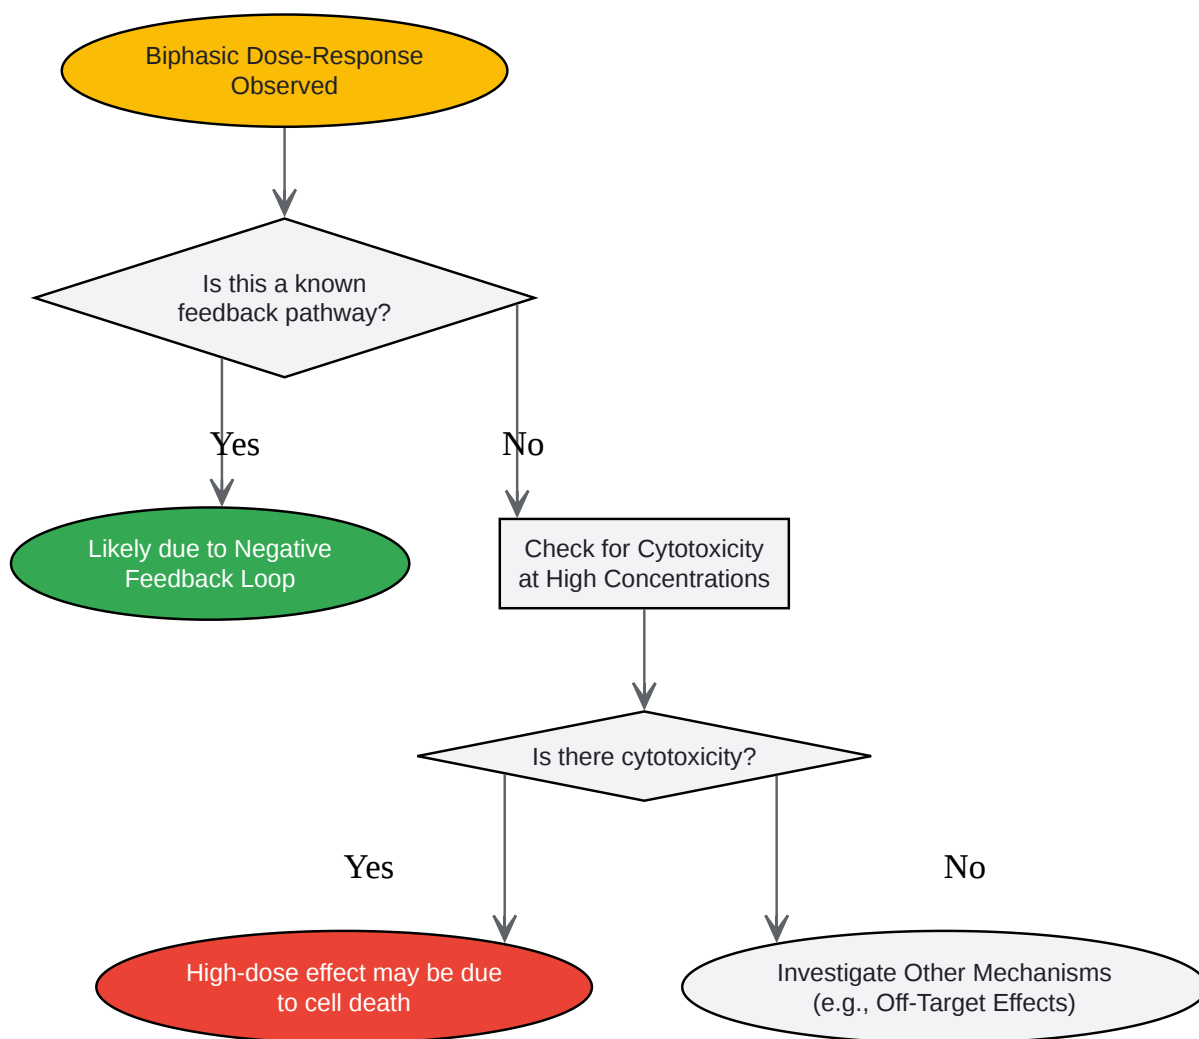 Biphasic Dose-Response
Observed
Is this a known
feedback pathway?
Yes
No
Likely due to Negative
Feedback Loop
Check for Cytotoxicity
at High Concentrations
Is there cytotoxicity?
Yes
No
High-dose effect may be due
to cell death
Investigate Other Mechanisms
(e.g., Off-Target Effects)